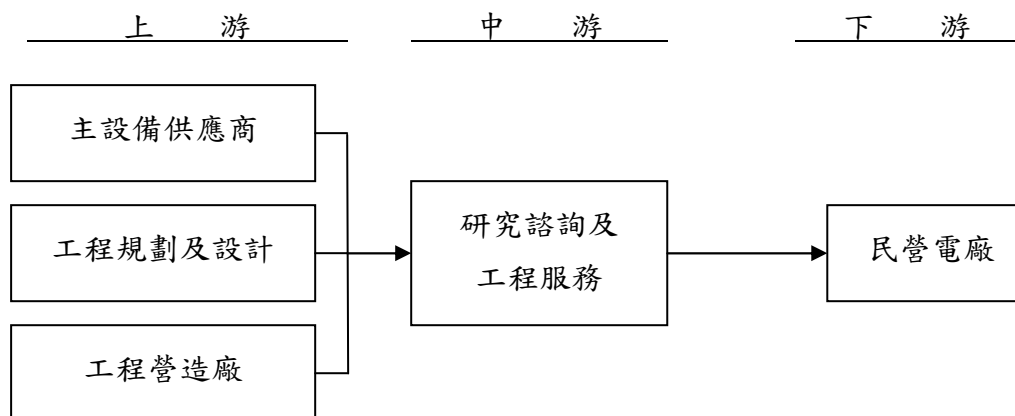 上 游 中 游 下 游
主設備供應商
工程規劃及設計
工程營造廠
研究諮詢及
工程服務
民營電廠